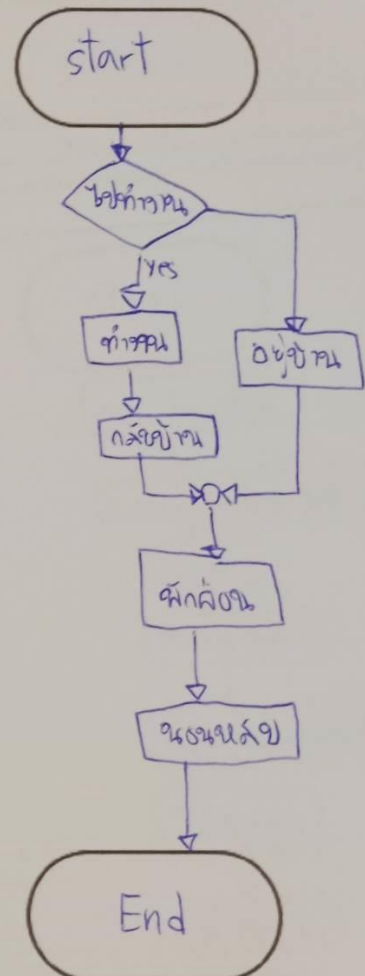 start
ไปทำงาน
yes
ทำงาน
อยู่บ้าน
กลับบ้าน
พักผ่อน
นอนหลับ
End